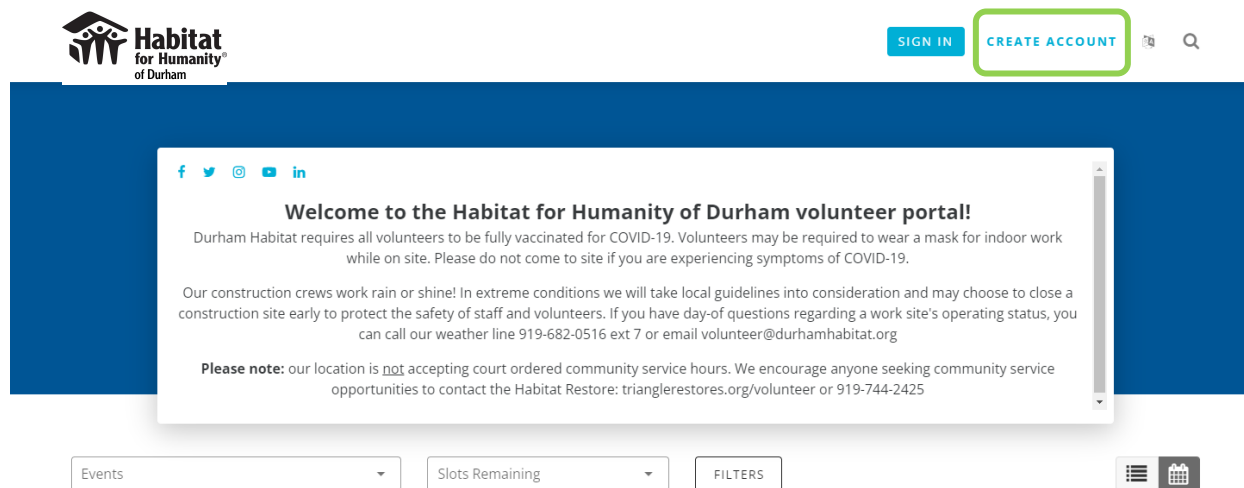 Habitat
for Humanity®
of Durham
SIGN IN
CREATE ACCOUNT
Welcome to the Habitat for Humanity of Durham volunteer portal!
Durham Habitat requires all volunteers to be fully vaccinated for COVID-19. Volunteers may be required to wear a mask for indoor work
while on site. Please do not come to site if you are experiencing symptoms of COVID-19.
Our construction crews work rain or shine! In extreme conditions we will take local guidelines into consideration and may choose to close a
construction site early to protect the safety of staff and volunteers. If you have day-of questions regarding a work site's operating status, you
can call our weather line 919-682-0516 ext 7 or email volunteer@durhamhabitat.org
Please note: our location is not accepting court ordered community service hours. We encourage anyone seeking community service
opportunities to contact the Habitat Restore: trianglerestores.org/volunteer or 919-744-2425
Events
Slots Remaining
FILTERS